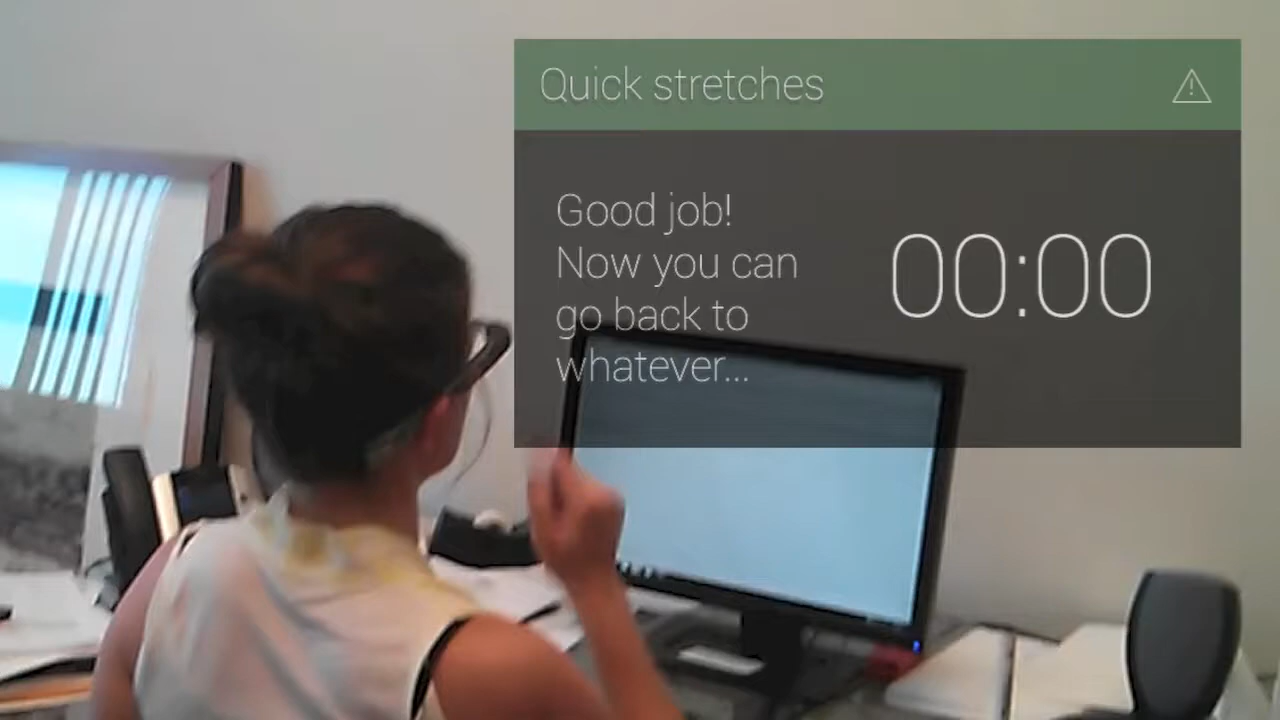 Quick stretches
Good job!
Now you can
go back to
whatever...
00:00